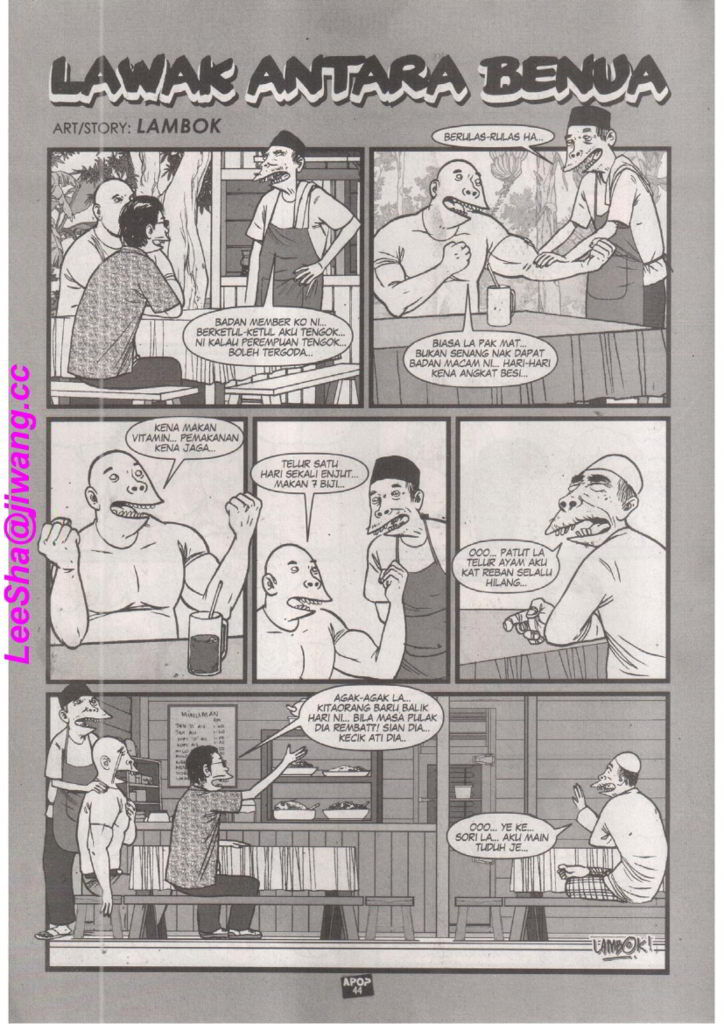 LAWAK ANTARA BENUA
ART/STORY: LAMBOK
BADAN MEMBER KO NI...
BERKETUL-KETUL AKU TENGOK...
NI KALAU PEREMPUAN TENGOK...
BOLEH TERGODA...
BERULAS-RULAS HA...
BIASA LA PAK MAT...
BUKAN SENANG NAK DAPAT
BADAN MACAM NI... HARI-HARI
KENA ANGKAT BESI...
KENA MAKAN
VITAMIN... PEMAKANAN
KENA JAGA...
TELUR SATU
HARI SEKALI ENJUT...
MAKAN 7 BIJI...
OOO... PATUT LA
TELUR AYAM AKU
KAT REBAN SELALU
HILANG...
AGAK-AGAK LA...
KITAORANG BARU BALIK
HARI NI... BILA MASA PULAK
DIA REMBATT! SIAN DIA...
KECIK ATI DIA..
MINUMAN
OOO... YE KE...
SORI LA... AKU MAIN
TUDUH JE...
LAMBOK!
APO?
44
LeeSha@jiwang.cc